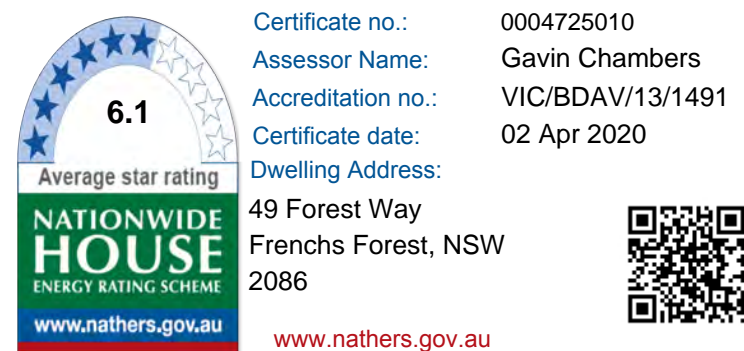 6.1
Average star rating
NATIONWIDE
HOUSE
ENERGY RATING SCHEME
www.nathers.gov.au
Certificate no.: 0004725010
Assessor Name: Gavin Chambers
Accreditation no.: VIC/BDAV/13/1491
Certificate date: 02 Apr 2020
Dwelling Address:
49 Forest Way
Frenchs Forest, NSW
2086
www.nathers.gov.au